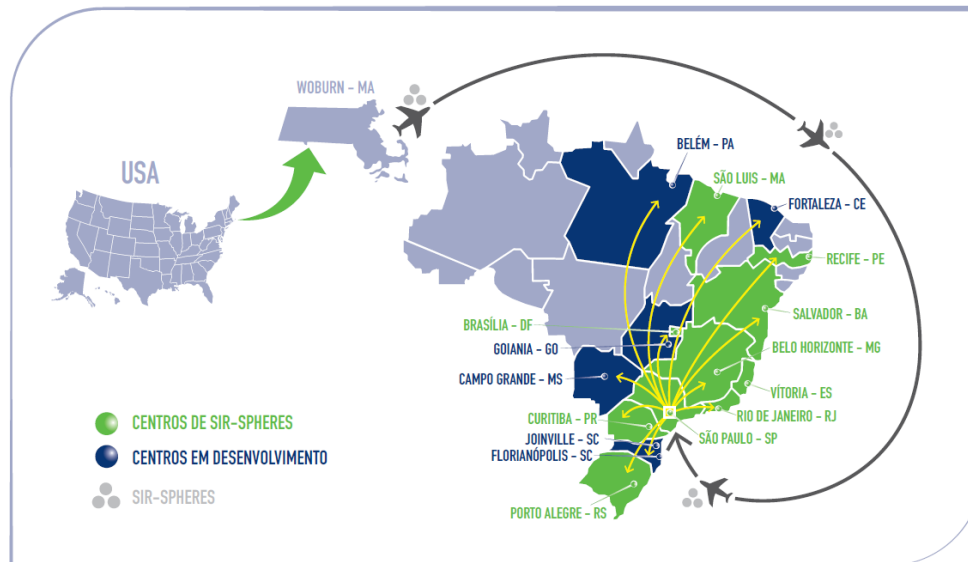 WOBURN – MA
USA
BELÉM – PA
SÃO LUIS – MA
FORTALEZA – CE
RECIFE – PE
SALVADOR – BA
BRASÍLIA – DF
GOIANIA – GO
BELO HORIZONTE – MG
CAMPO GRANDE – MS
VÍTORIA – ES
CURITIBA – PR
RIO DE JANEIRO – RJ
JOINVILLE – SC
SÃO PAULO – SP
FLORIANÓPOLIS – SC
PORTO ALEGRE – RS
CENTROS DE SIR-SPHERES
CENTROS EM DESENVOLVIMENTO
SIR-SPHERES